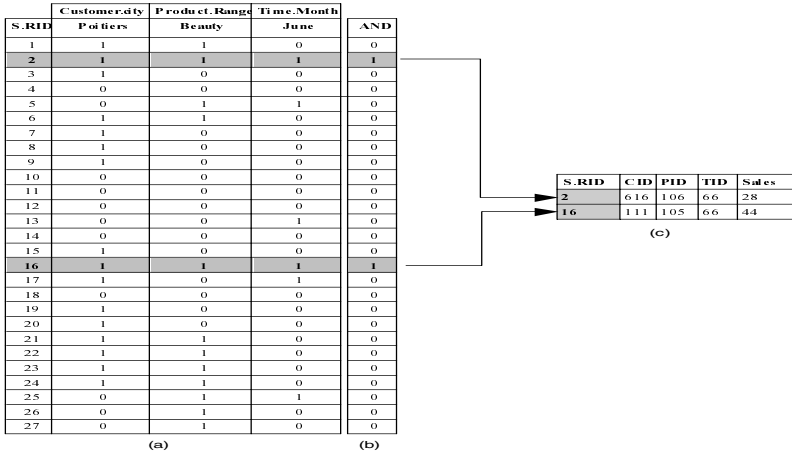 Customer.city Product.Range Time.Month
S.RID Poitiers Beauty June AND
1 1 1 0 0
2 1 1 1 1
3 1 0 0 0
4 0 0 0 0
5 0 1 1 0
6 1 1 0 0
7 1 0 0 0
8 1 0 0 0
9 1 0 0 0
10 0 0 0 0
11 0 0 0 0
12 0 0 0 0
13 0 0 1 0
14 0 0 0 0
15 1 0 0 0
16 1 1 1 1
17 1 0 1 0
18 0 0 0 0
19 1 0 0 0
20 1 0 0 0
21 1 1 0 0
22 1 1 0 0
23 1 1 0 0
24 1 1 0 0
25 0 1 1 0
26 0 1 0 0
27 0 1 0 0
(a) (b)
S.RID CID PID TID Sales
2 616 106 66 28
16 111 105 66 44
(c)